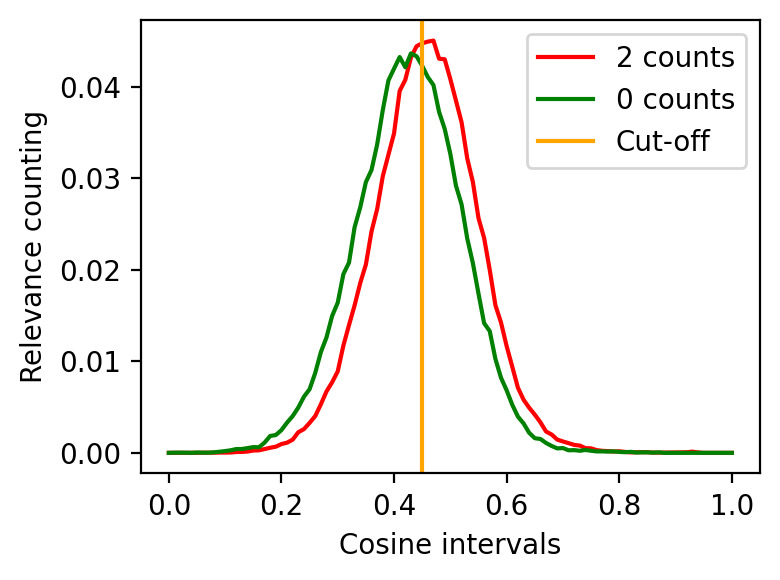 2 counts
0 counts
Cut-off
Relevance counting
0.04
0.03
0.02
0.01
0.00
0.0 0.2 0.4 0.6 0.8 1.0
Cosine intervals